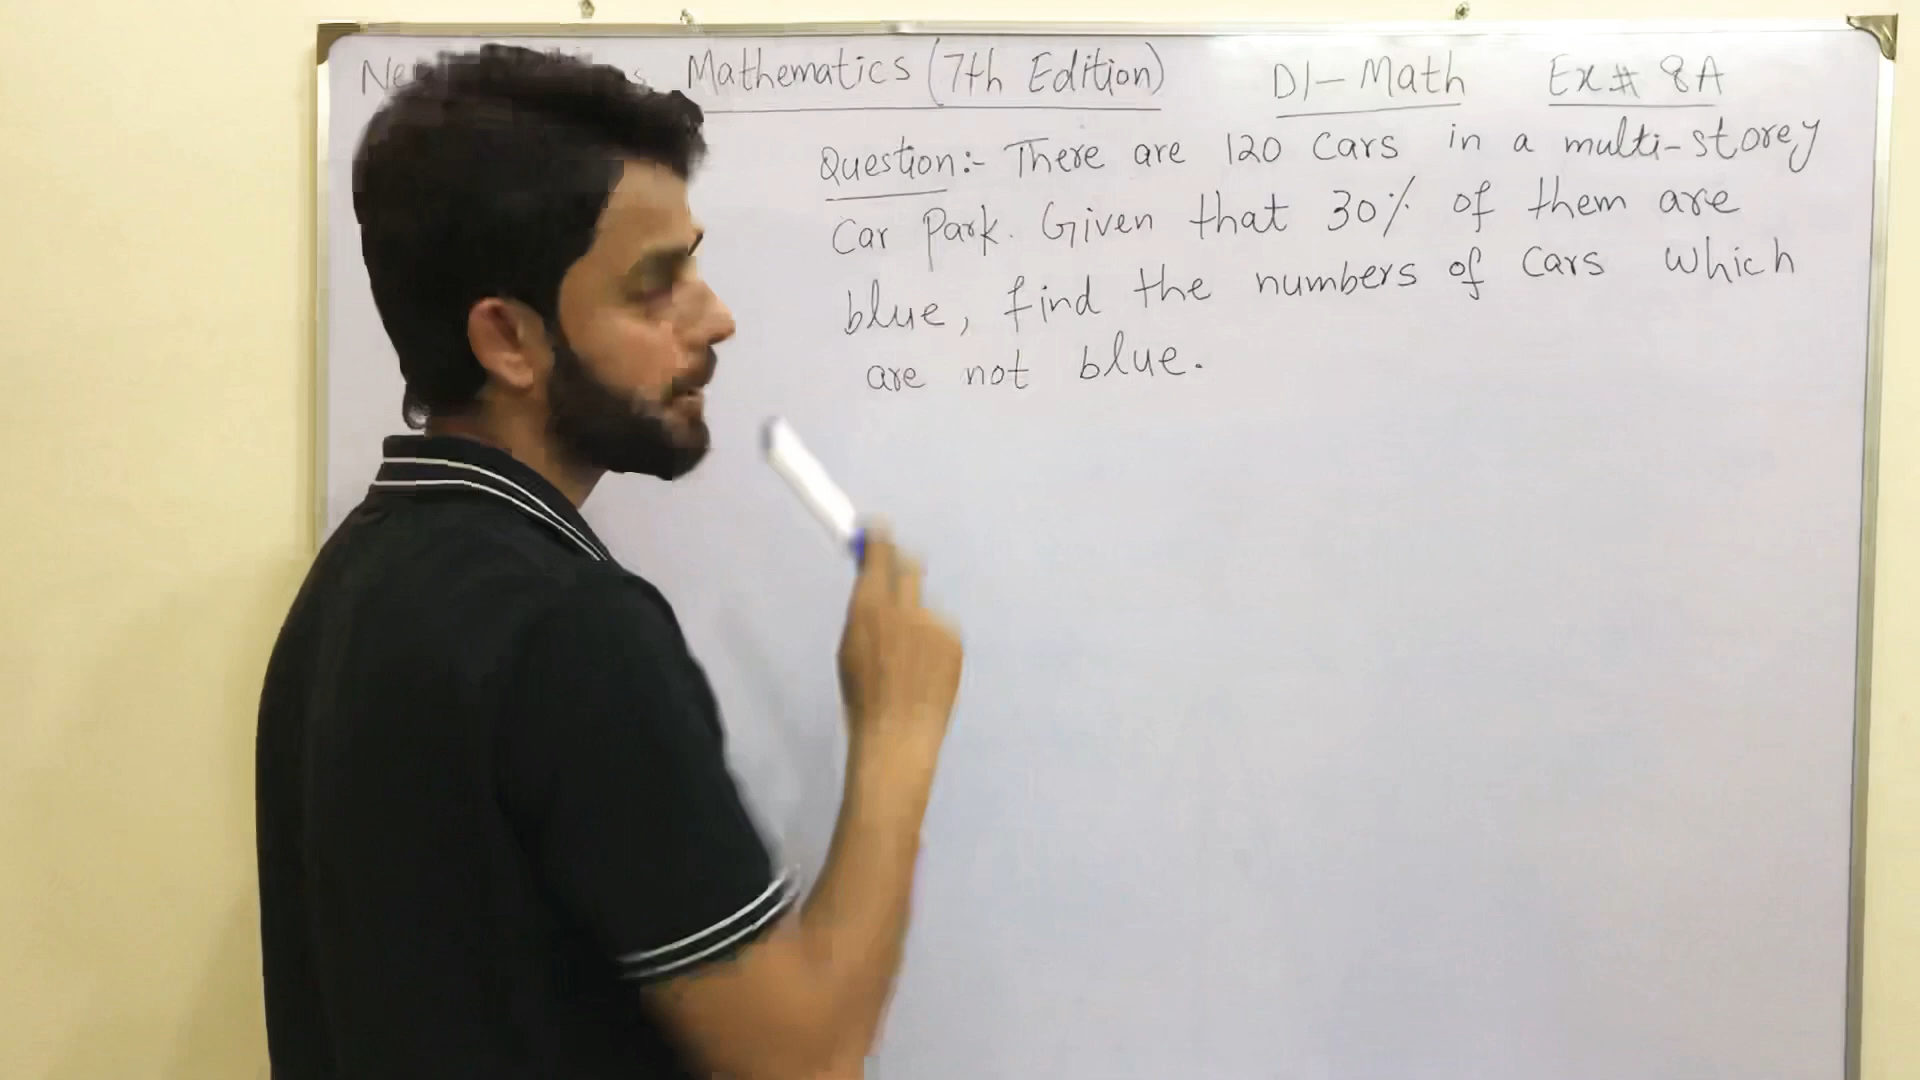 Mathematics (7th Edition) D1-Math Ex# 8A
Question:- There are 120 Cars in a multi-storey
Car Park. Given that 30% of them are
blue, find the numbers of Cars which
are not blue.